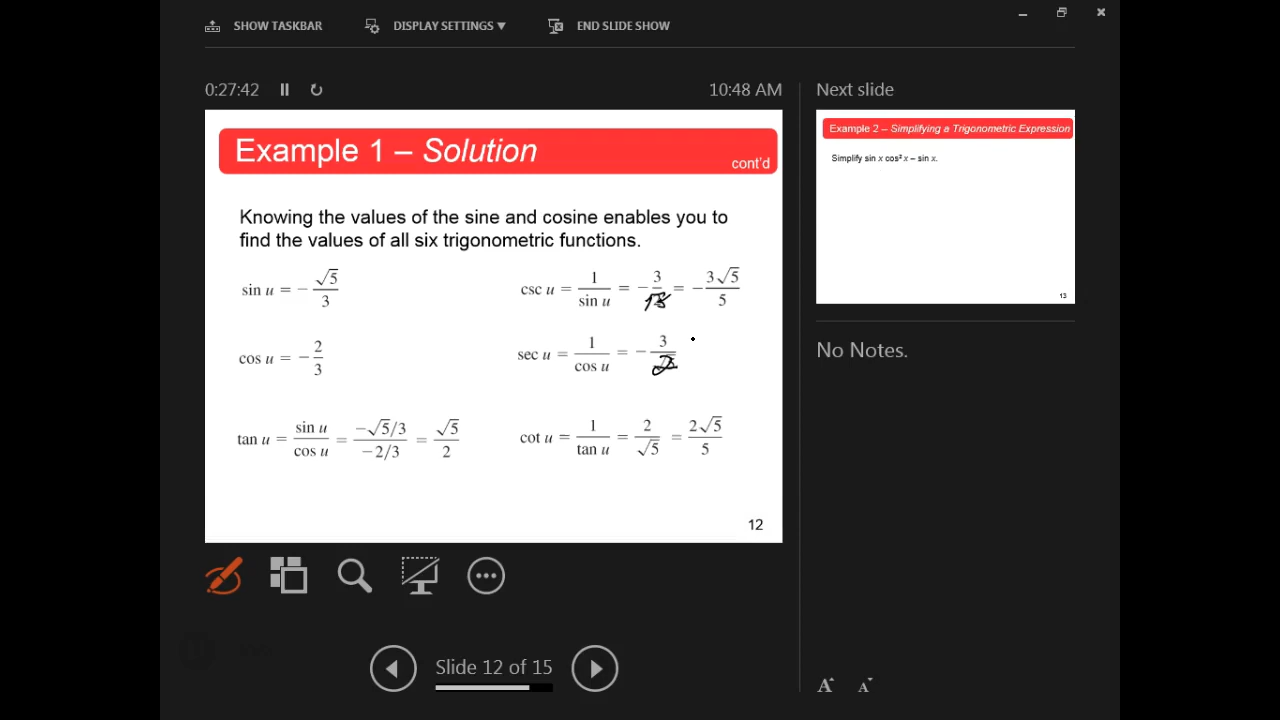 SHOW TASKBAR DISPLAY SETTINGS ▼ END SLIDE SHOW
0:27:42 10:48 AM
Example 1 – Solution
cont'd
Knowing the values of the sine and cosine enables you to
find the values of all six trigonometric functions.
sin u = -√5/3
csc u = 1/sin u = -3/ = -3√5/5
cos u = -2/3
sec u = 1/cos u = -3/
tan u = sin u/cos u = -√5/3/-2/3 = √5/2
cot u = 1/tan u = 2/√5 = 2√5/5
12
Next slide
Example 2 – Simplifying a Trigonometric Expression
Simplify sin x cos² x – sin x.
13
No Notes.
Slide 12 of 15
A A